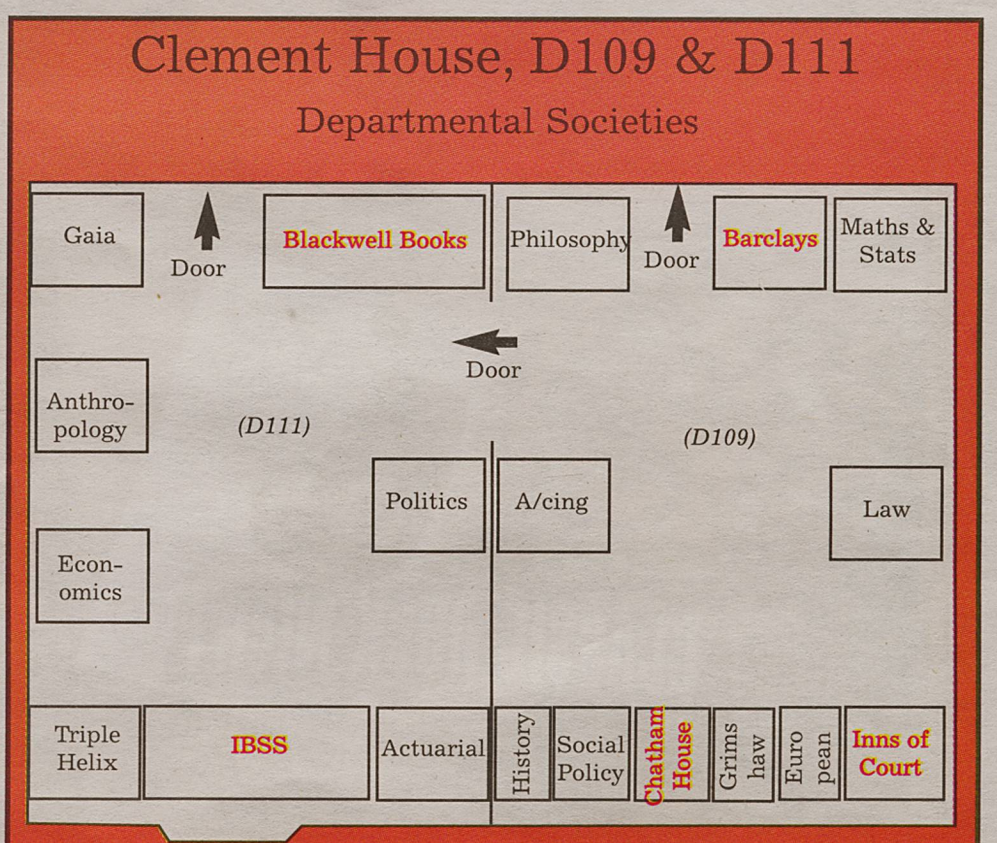 Clement House, D109 & D111
Departmental Societies
Gaia
Door
Blackwell Books
Philosophy
Door
Barclays
Maths &
Stats
Door
Anthro-
pology
(D111)
(D109)
Politics
A/cing
Law
Econ-
omics
Triple
Helix
IBSS
Actuarial
History
Social
Policy
Chatham
House
Grims
haw
Euro
pean
Inns of
Court